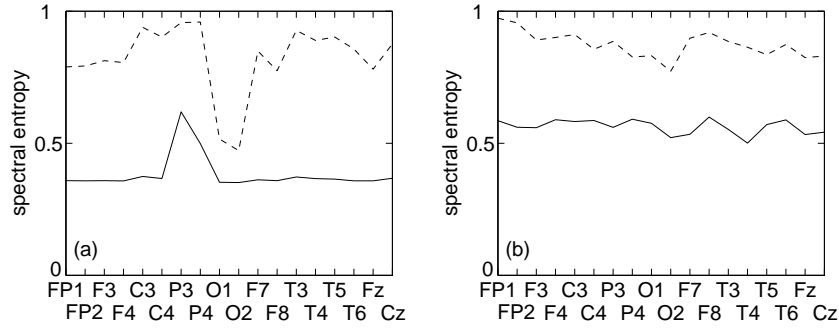 1
0.5
0
spectral entropy
(a)
FP1 F3 C3 P3 O1 F7 T3 T5 Fz
FP2 F4 C4 P4 O2 F8 T4 T6 Cz
1
0.5
0
spectral entropy
(b)
FP1 F3 C3 P3 O1 F7 T3 T5 Fz
FP2 F4 C4 P4 O2 F8 T4 T6 Cz